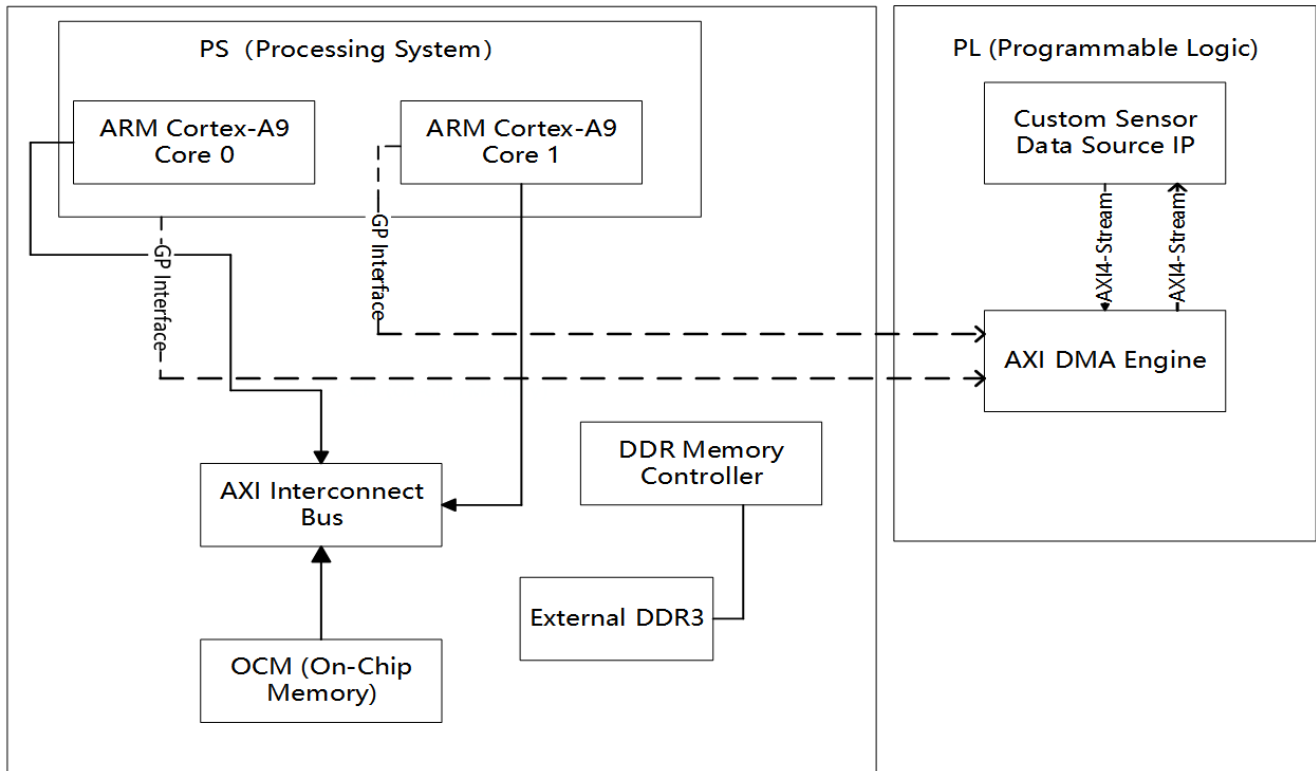 PS （Processing System）
ARM Cortex-A9
Core 0
ARM Cortex-A9
Core 1
GP Interface
GP Interface
AXI Interconnect
Bus
OCM (On-Chip
Memory)
DDR Memory
Controller
External DDR3
PL (Programmable Logic)
Custom Sensor
Data Source IP
AXI4-Stream
AXI4-Stream
AXI DMA Engine